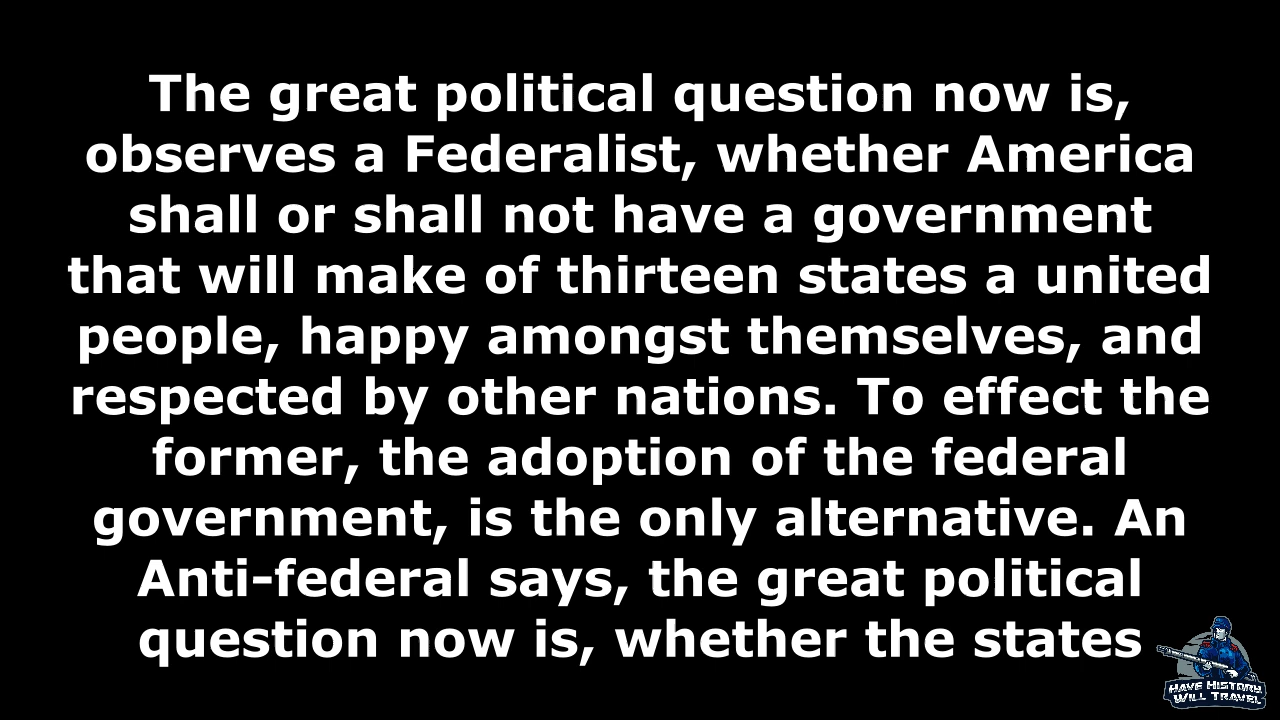 The great political question now is,
observes a Federalist, whether America
shall or shall not have a government
that will make of thirteen states a united
people, happy amongst themselves, and
respected by other nations. To effect the
former, the adoption of the federal
government, is the only alternative. An
Anti-federal says, the great political
question now is, whether the states
HAVE HISTORY
WILL TRAVEL